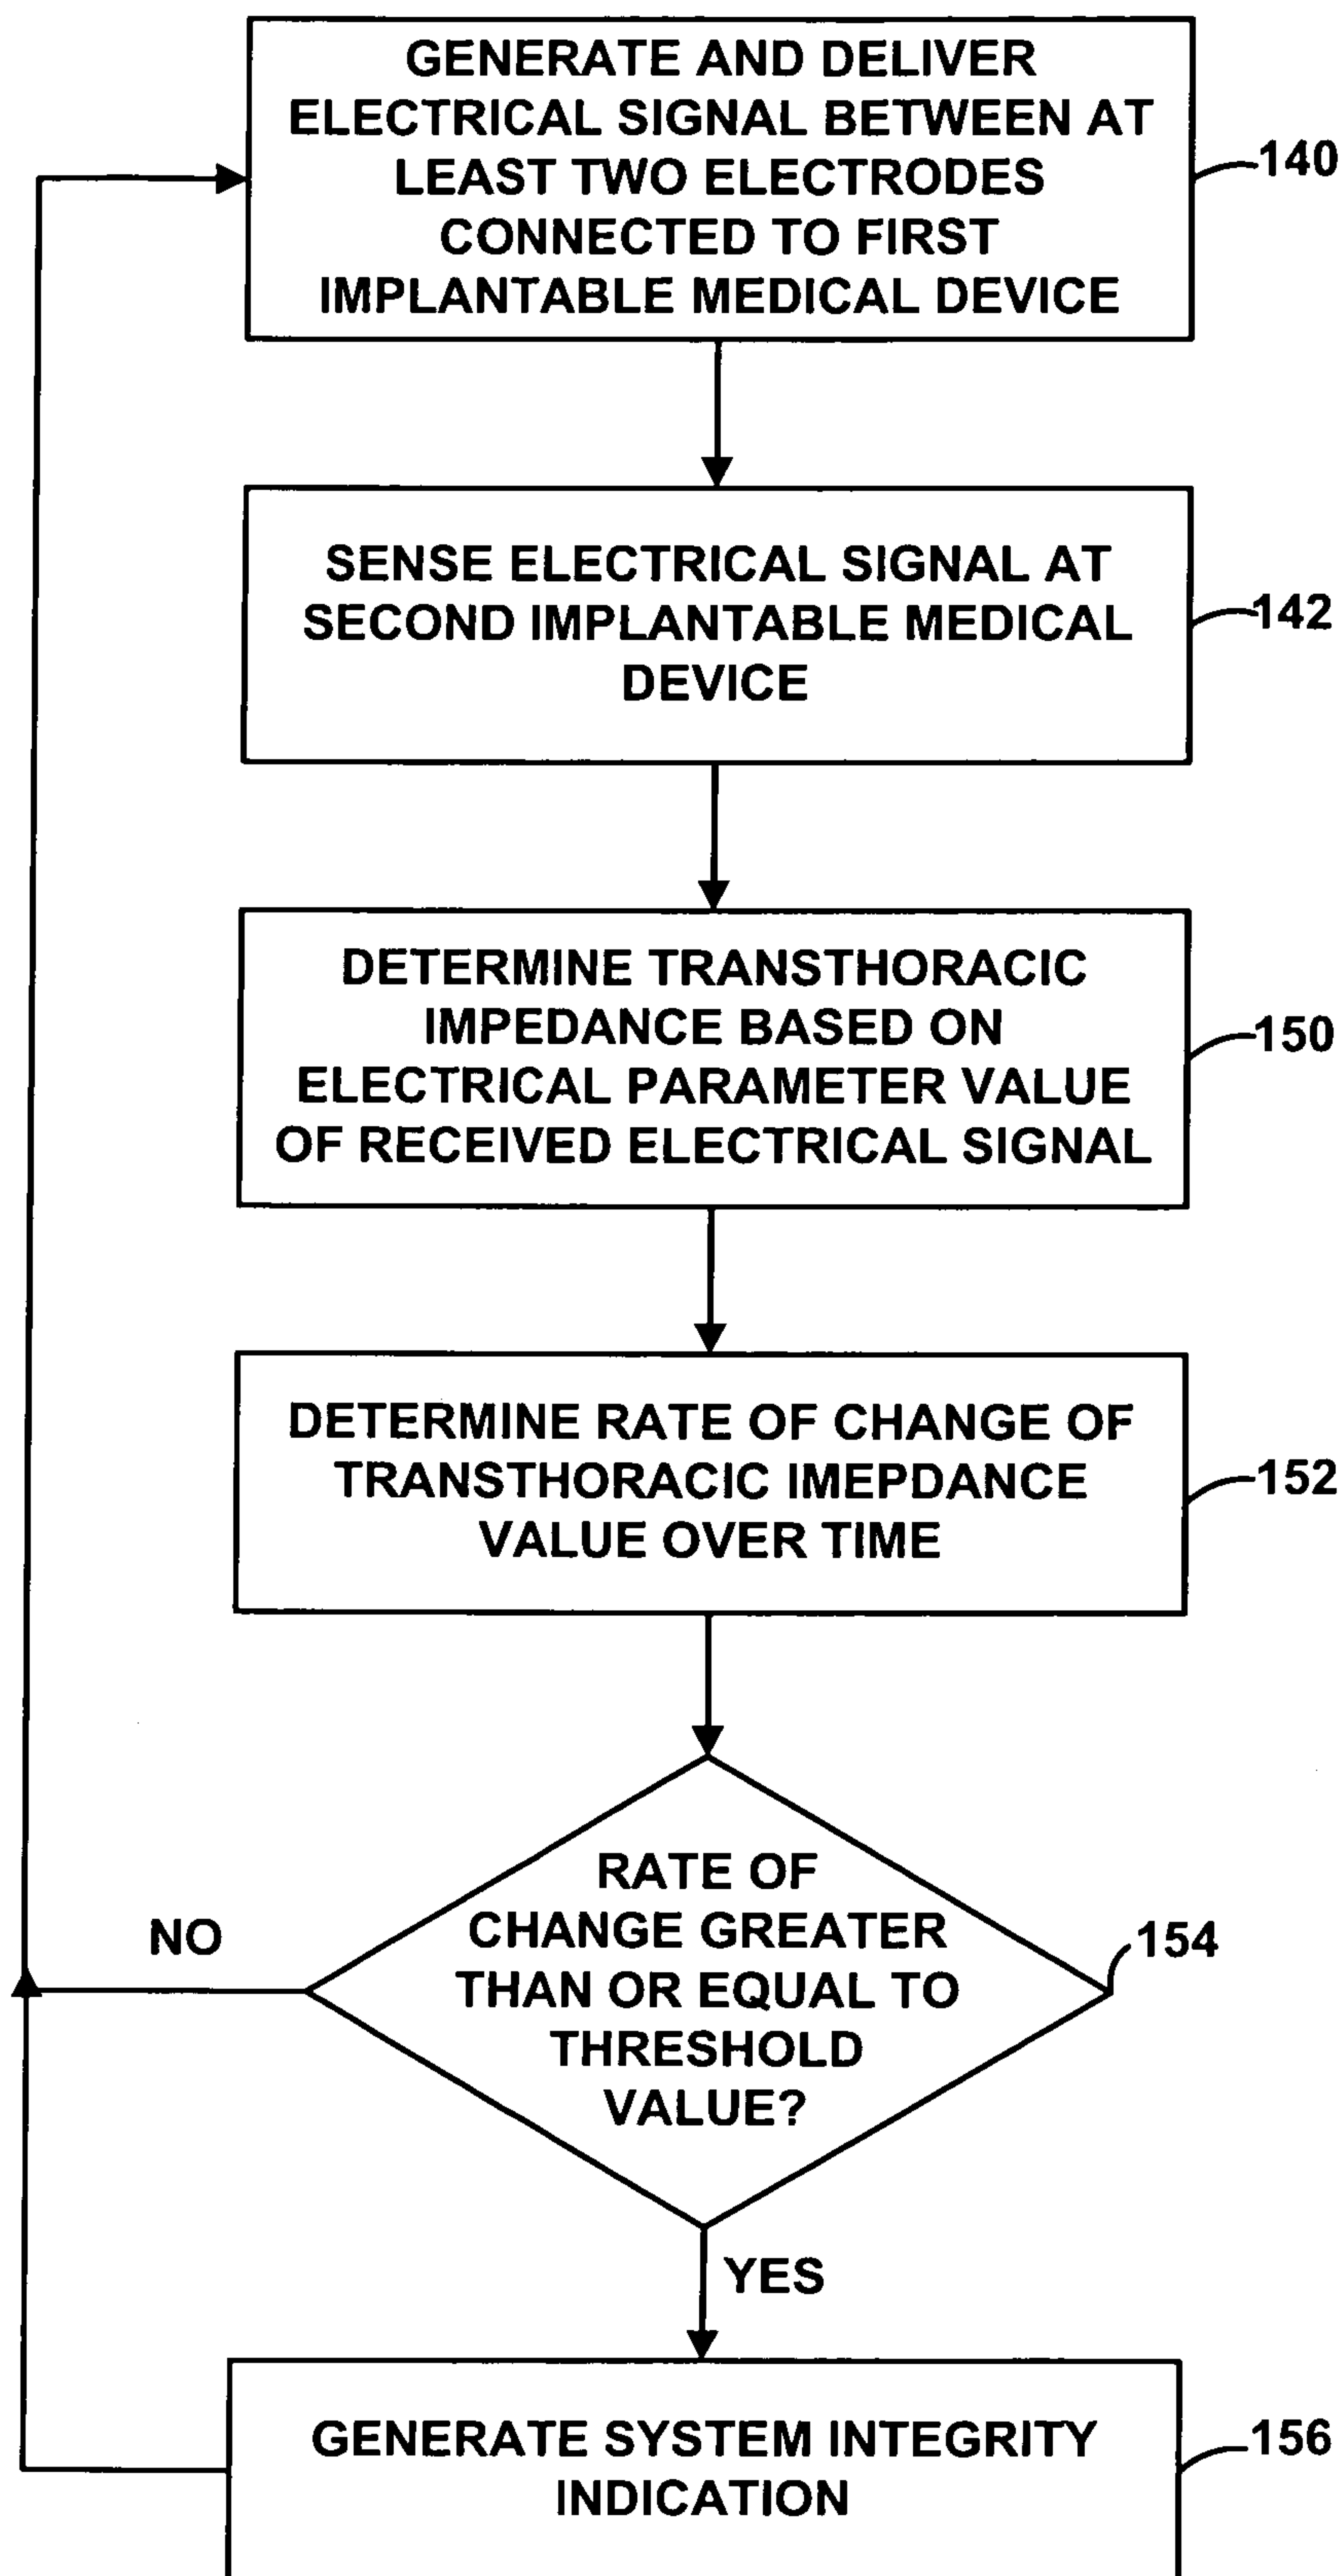 GENERATE AND DELIVER
ELECTRICAL SIGNAL BETWEEN AT
LEAST TWO ELECTRODES
CONNECTED TO FIRST
IMPLANTABLE MEDICAL DEVICE
140
SENSE ELECTRICAL SIGNAL AT
SECOND IMPLANTABLE MEDICAL
DEVICE
142
DETERMINE TRANSTHORACIC
IMPEDANCE BASED ON
ELECTRICAL PARAMETER VALUE
OF RECEIVED ELECTRICAL SIGNAL
150
DETERMINE RATE OF CHANGE OF
TRANSTHORACIC IMEPDANCE
VALUE OVER TIME
152
RATE OF
CHANGE GREATER
THAN OR EQUAL TO
THRESHOLD
VALUE?
154
NO
YES
GENERATE SYSTEM INTEGRITY
INDICATION
156